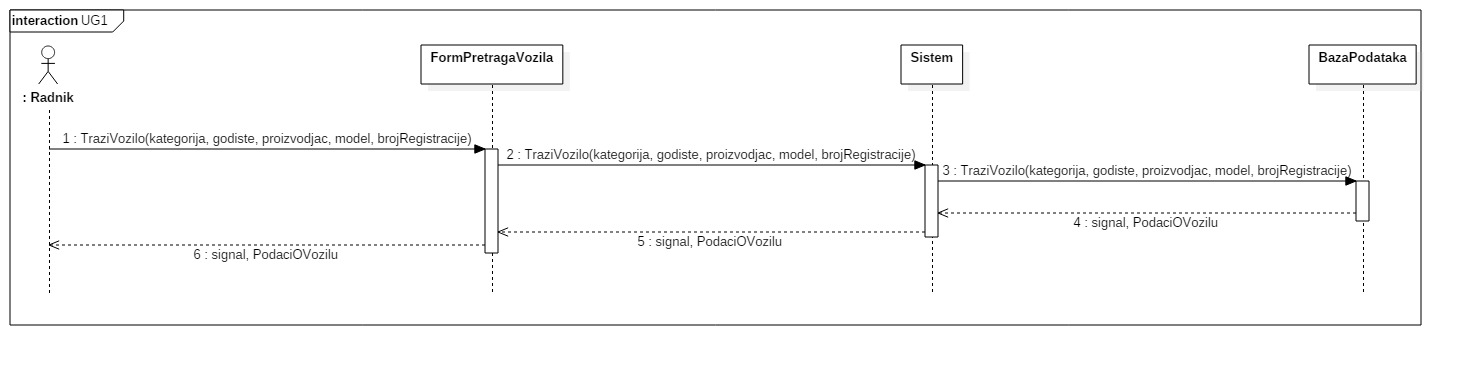 interaction UG1
: Radnik
FormPretragaVozila
Sistem
BazaPodataka
1 : TraziVozilo(kategorija, godiste, proizvodjac, model, brojRegistracije)
2 : TraziVozilo(kategorija, godiste, proizvodjac, model, brojRegistracije)
3 : TraziVozilo(kategorija, godiste, proizvodjac, model, brojRegistracije)
4 : signal, PodaciOVozilu
5 : signal, PodaciOVozilu
6 : signal, PodaciOVozilu